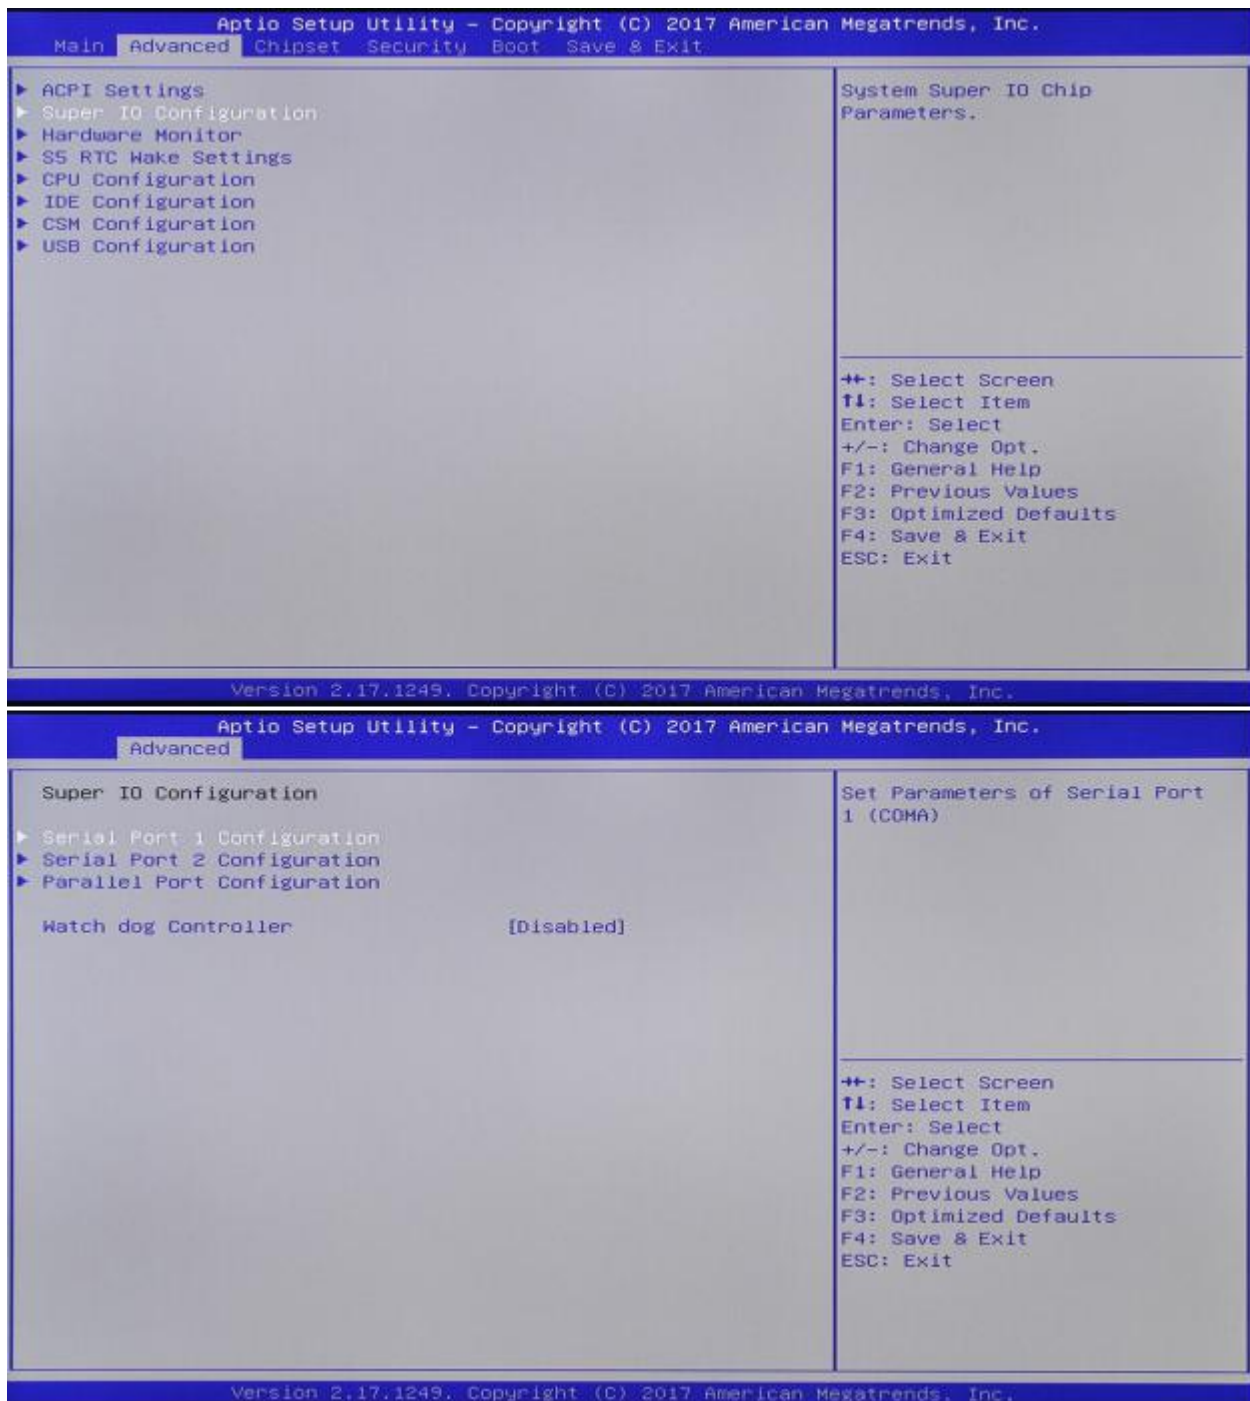 Aptio Setup Utility – Copyright (C) 2017 American Megatrends, Inc.
Main Advanced Chipset Security Boot Save & Exit
ACPI Settings
Super IO Configuration
Hardware Monitor
S5 RTC Wake Settings
CPU Configuration
IDE Configuration
CSM Configuration
USB Configuration
System Super IO Chip
Parameters.
→←: Select Screen
↑↓: Select Item
Enter: Select
+/-: Change Opt.
F1: General Help
F2: Previous Values
F3: Optimized Defaults
F4: Save & Exit
ESC: Exit
Version 2.17.1249. Copyright (C) 2017 American Megatrends, Inc.
Aptio Setup Utility – Copyright (C) 2017 American Megatrends, Inc.
Advanced
Super IO Configuration
Serial Port 1 Configuration
Serial Port 2 Configuration
Parallel Port Configuration
Watch dog Controller [Disabled]
Set Parameters of Serial Port
1 (COMA)
→←: Select Screen
↑↓: Select Item
Enter: Select
+/-: Change Opt.
F1: General Help
F2: Previous Values
F3: Optimized Defaults
F4: Save & Exit
ESC: Exit
Version 2.17.1249. Copyright (C) 2017 American Megatrends, Inc.